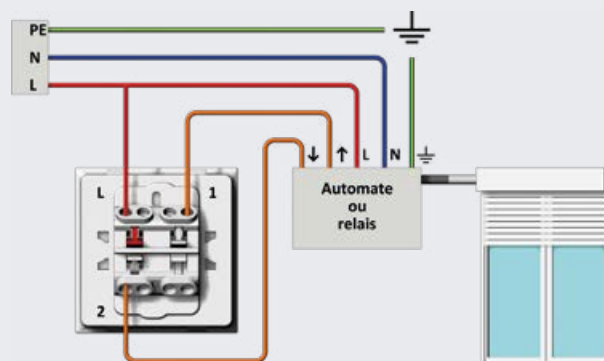 PE
N
L
↓ ↑ L N ⏚
L 1
Automate
ou
relais
2